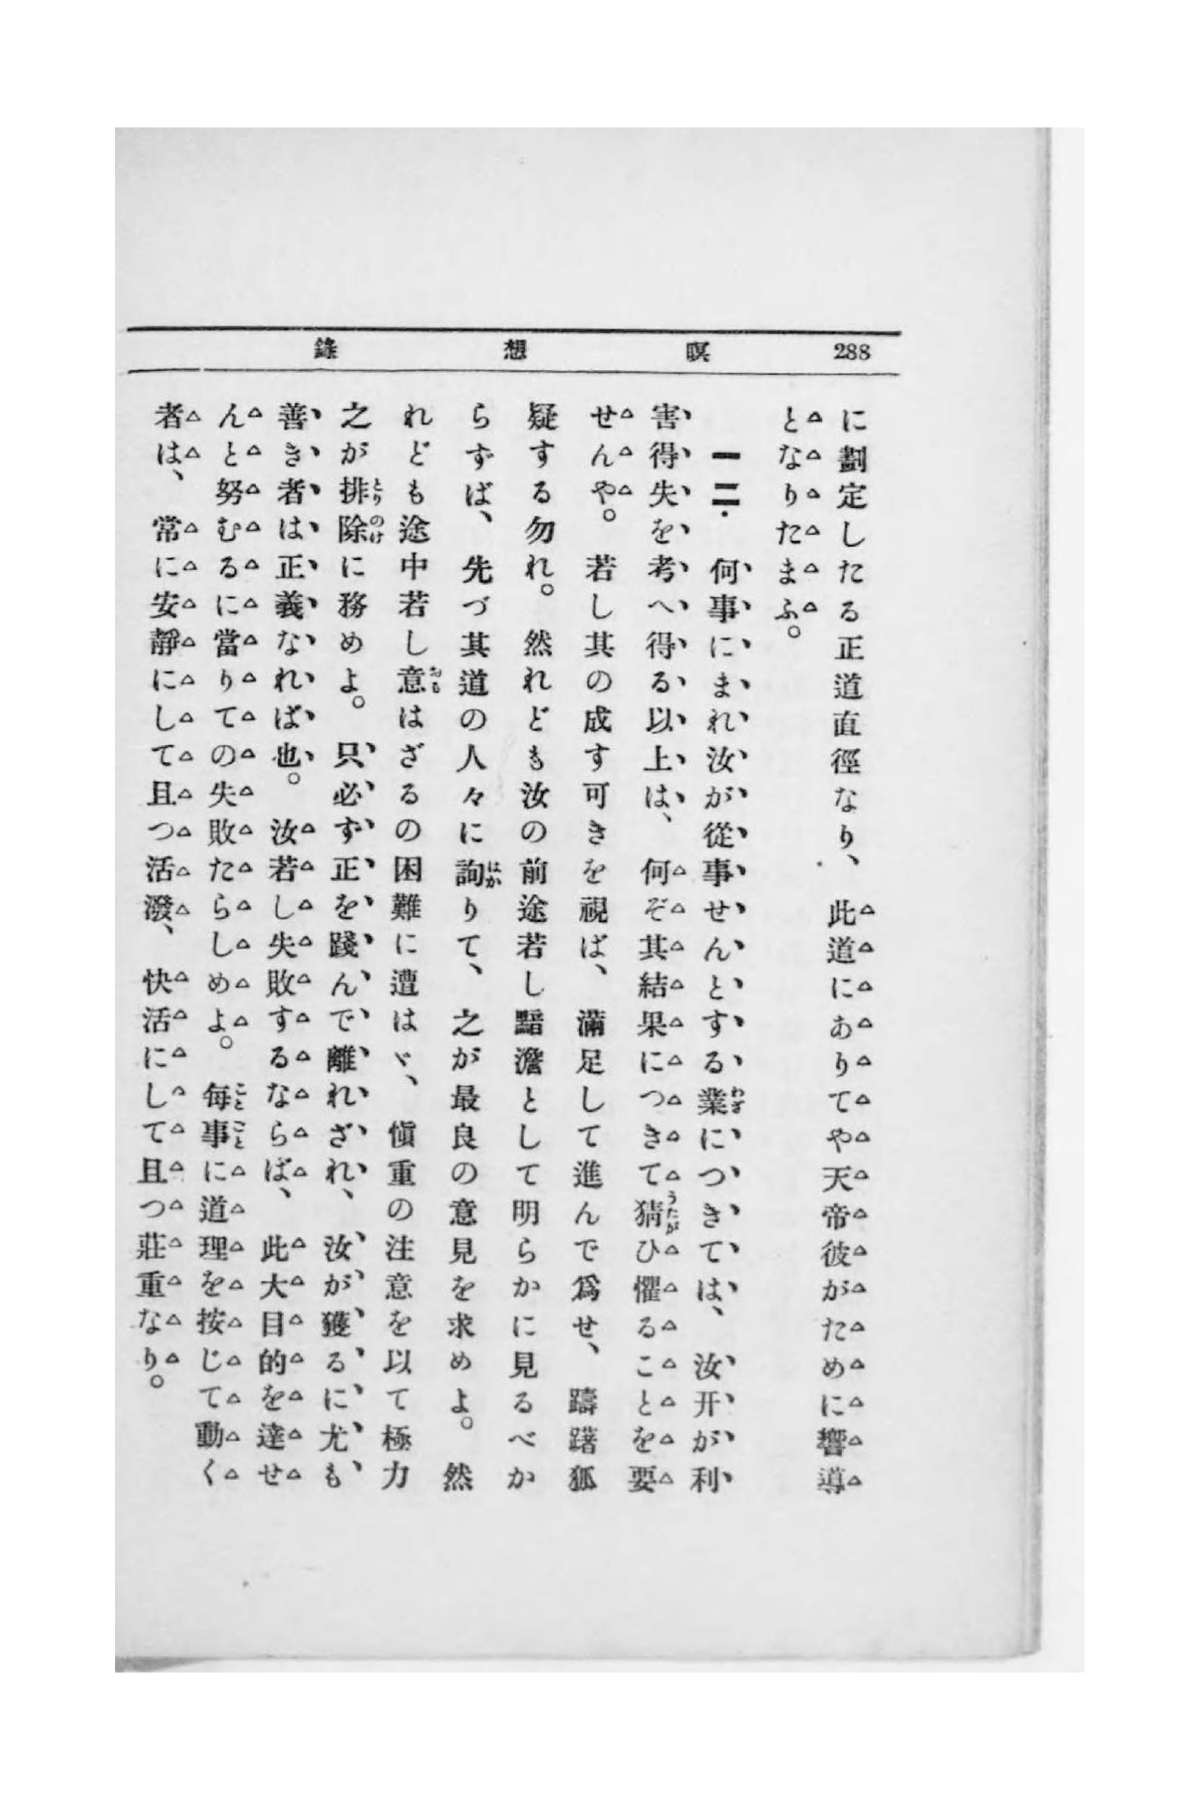 288 瞑想錄
に劃定したる正道直徑なり、此道にありてや天帝彼がために響導
となりたまふ。
一二.何事にまれ汝が從事せんとする業につきては、汝开が利
害得失を考へ得る以上は、何ぞ其結果につきて猜ひ懼ることを要
せんや。若し其の成す可きを視ば、滿足して進んで爲せ、躊躇狐
疑する勿れ。然れども汝の前途若し黯澹として明らかに見るべか
らずば、先づ其道の人々に詢りて、之が最良の意見を求めよ。然
れども途中若し意はざるの困難に遭はゞ、愼重の注意を以て極力
之が排除に務めよ。只必ず正を踐んで離れざれ、汝が獲るに尤も
善き者は正義なれば也。汝若し失敗するならば、此大目的を達せ
んと努むるに當りての失敗たらしめよ。每事に道理を按じて動く
者は、常に安靜にして且つ活潑、快活にして且つ莊重なり。